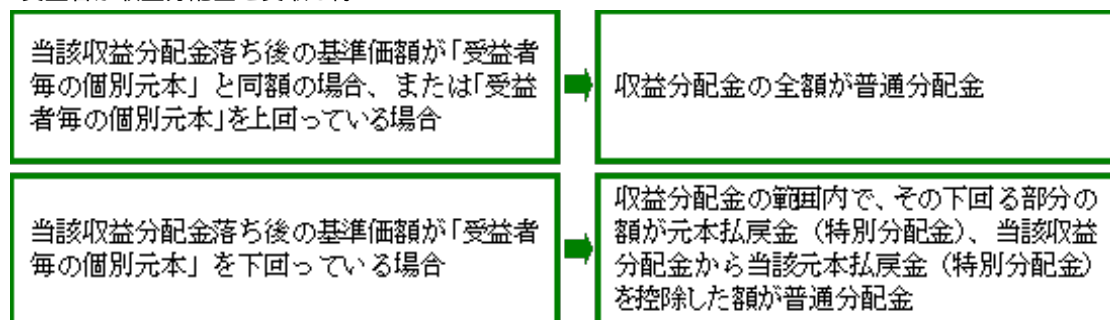 当該収益分配金落ち後の基準価額が「受益者
毎の個別元本」と同額の場合、または「受益
者毎の個別元本」を上回っている場合
収益分配金の全額が普通分配金
当該収益分配金落ち後の基準価額が「受益者
毎の個別元本」を下回っている場合
収益分配金の範囲内で、その下回る部分の
額が元本払戻金（特別分配金）、当該収益
分配金から当該元本払戻金（特別分配金）
を控除した額が普通分配金